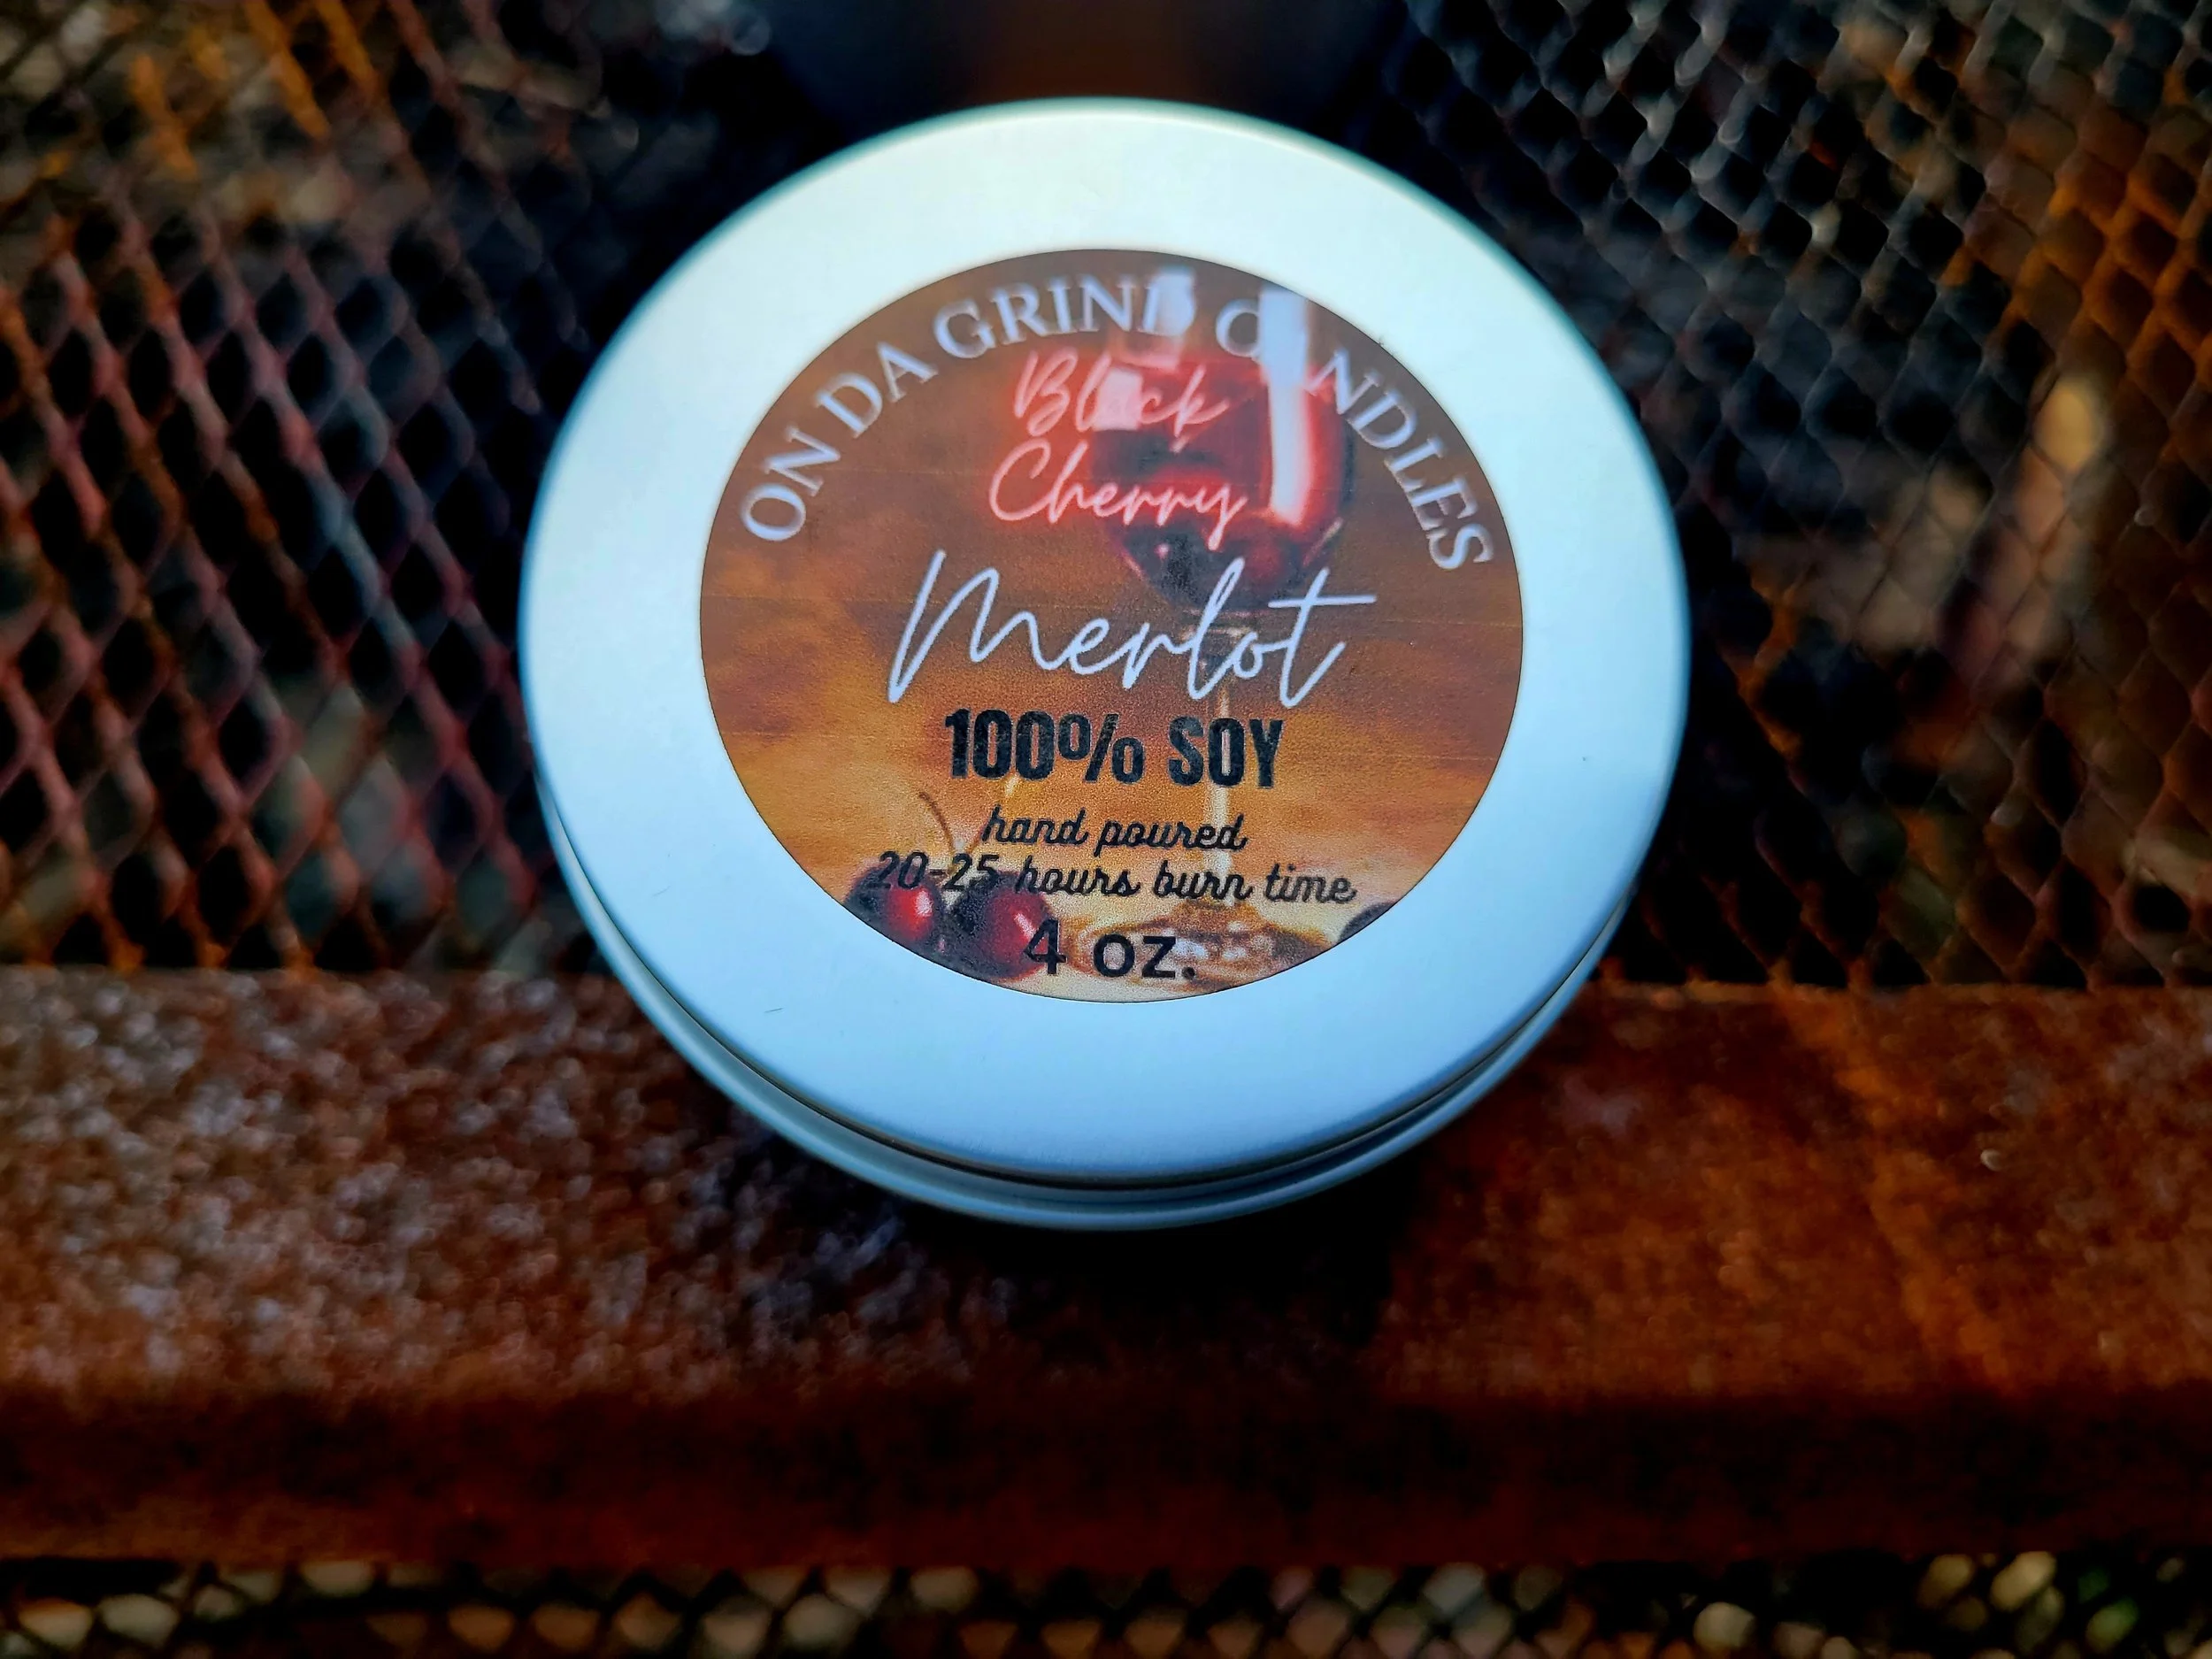 ON DA GRIND CANDLES
Black
Cherry
Merlot
100% SOY
hand poured
20-25 hours burn time
4 oz.